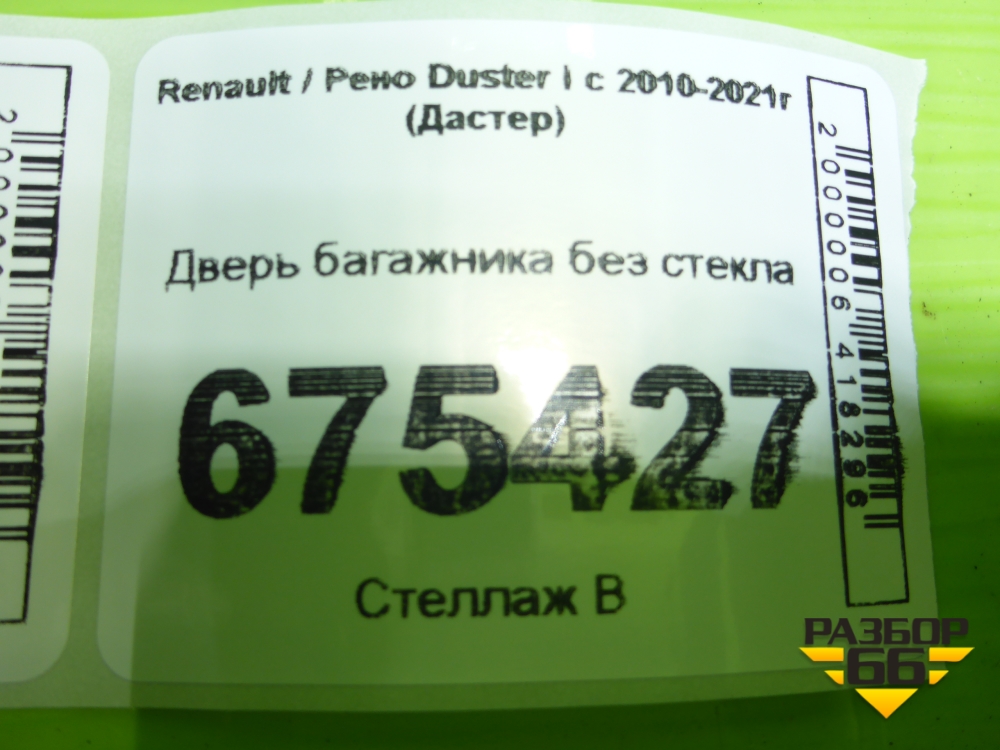 Renault / Рено Duster I с 2010-2021г
(Дастер)
Дверь багажника без стекла
675427
Стеллаж В
2000006418296
РАЗБОР
66